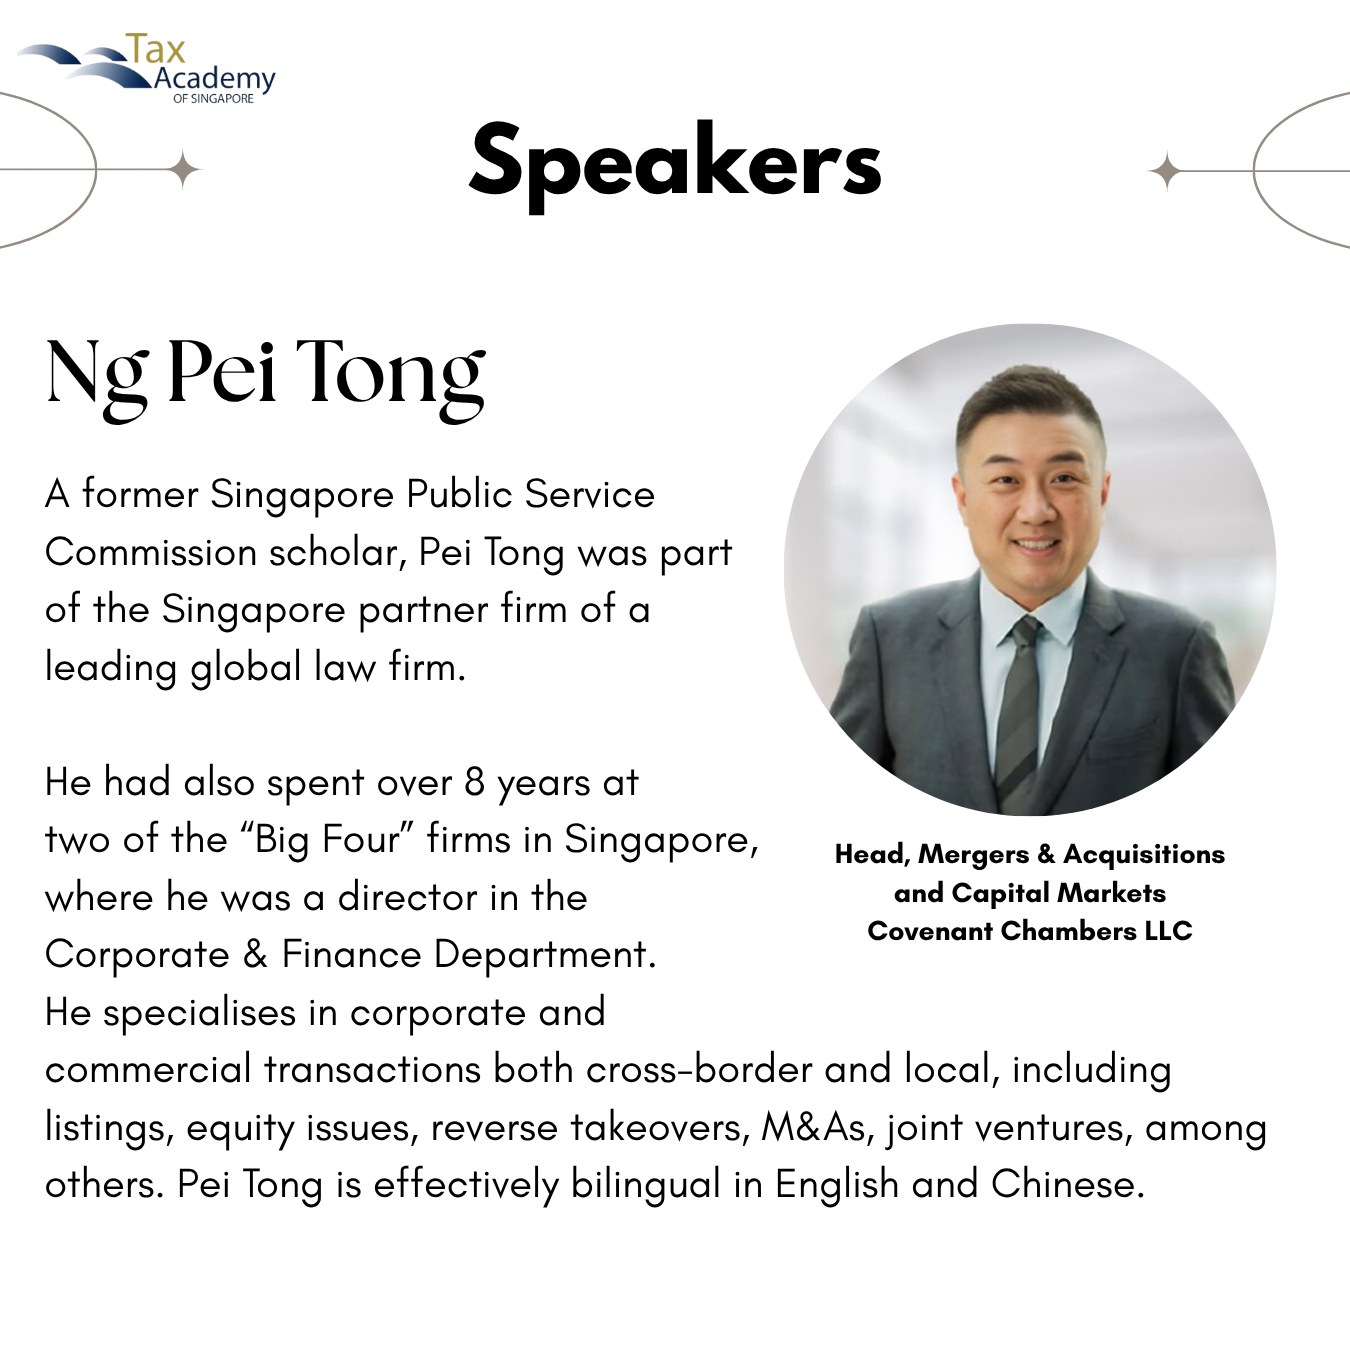 Tax
Academy
OF SINGAPORE
Speakers
Ng Pei Tong
A former Singapore Public Service
Commission scholar, Pei Tong was part
of the Singapore partner firm of a
leading global law firm.
He had also spent over 8 years at
two of the “Big Four” firms in Singapore,
where he was a director in the
Corporate & Finance Department.
He specialises in corporate and
commercial transactions both cross-border and local, including
listings, equity issues, reverse takeovers, M&As, joint ventures, among
others. Pei Tong is effectively bilingual in English and Chinese.
Head, Mergers & Acquisitions
and Capital Markets
Covenant Chambers LLC